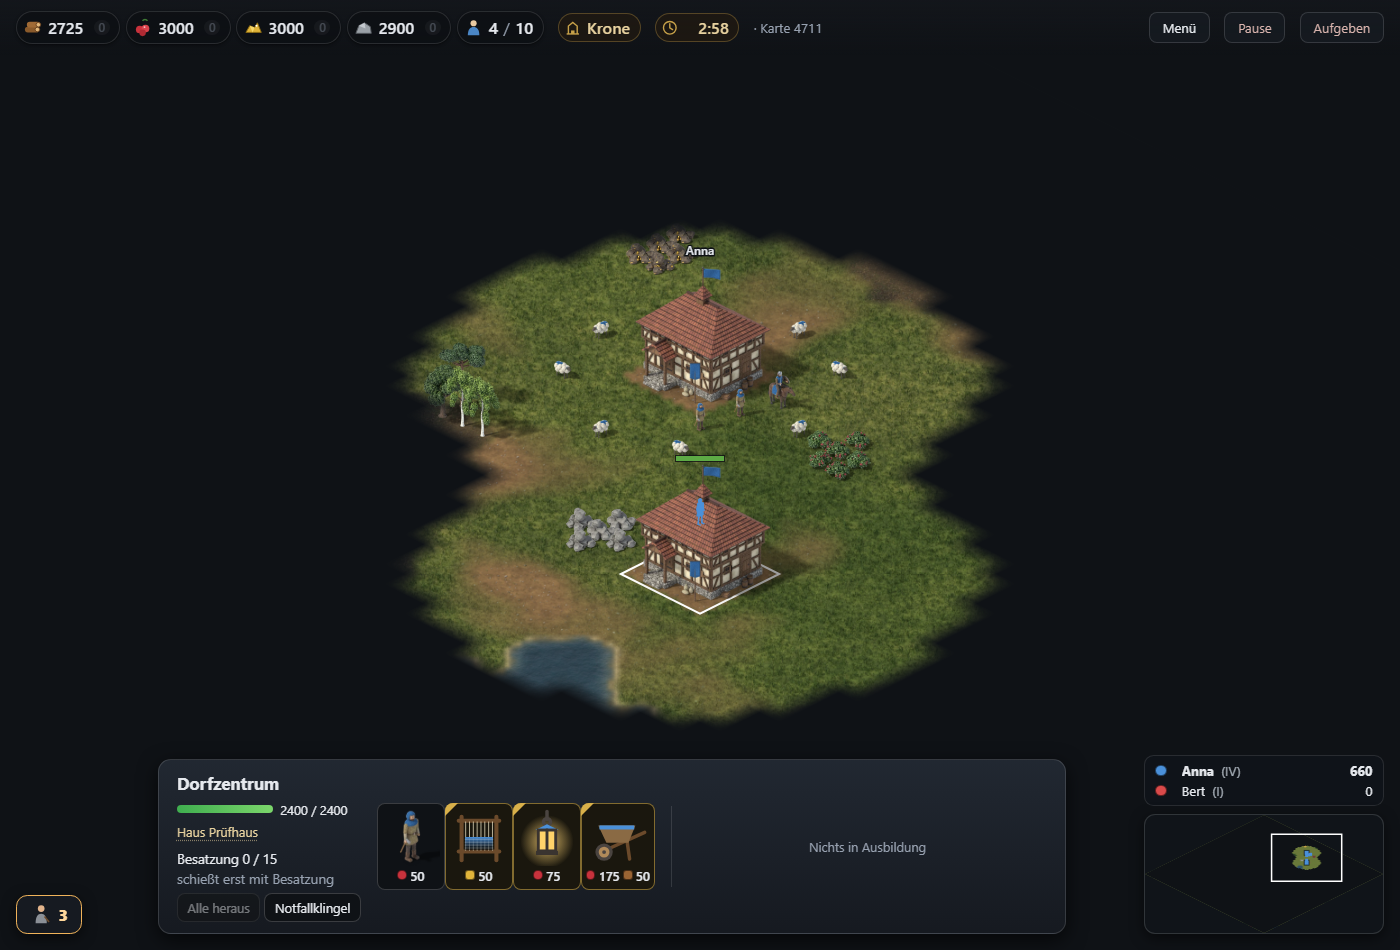 2725 0 3000 0 3000 0 2900 0 4 / 10 Krone 2:58 · Karte 4711 Menü Pause Aufgeben
Anna
Dorfzentrum
2400 / 2400
Haus Prüfhaus
Besatzung 0 / 15
schießt erst mit Besatzung
Alle heraus Notfallklingel
50 50 75 175 50
Nichts in Ausbildung
Anna (IV) 660
Bert (I) 0
3